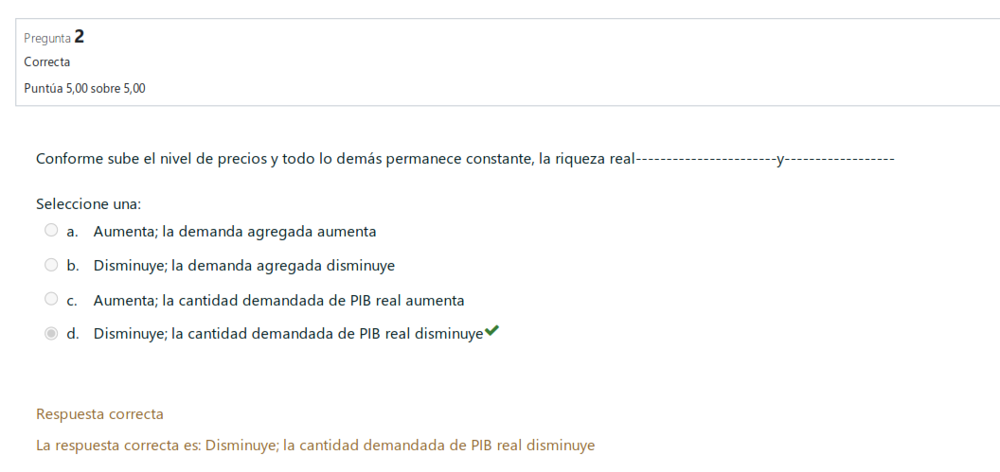 Pregunta 2
Correcta
Puntúa 5,00 sobre 5,00
Conforme sube el nivel de precios y todo lo demás permanece constante, la riqueza real-----------------------y------------------
Seleccione una:
a. Aumenta; la demanda agregada aumenta
b. Disminuye; la demanda agregada disminuye
c. Aumenta; la cantidad demandada de PIB real aumenta
d. Disminuye; la cantidad demandada de PIB real disminuye
Respuesta correcta
La respuesta correcta es: Disminuye; la cantidad demandada de PIB real disminuye